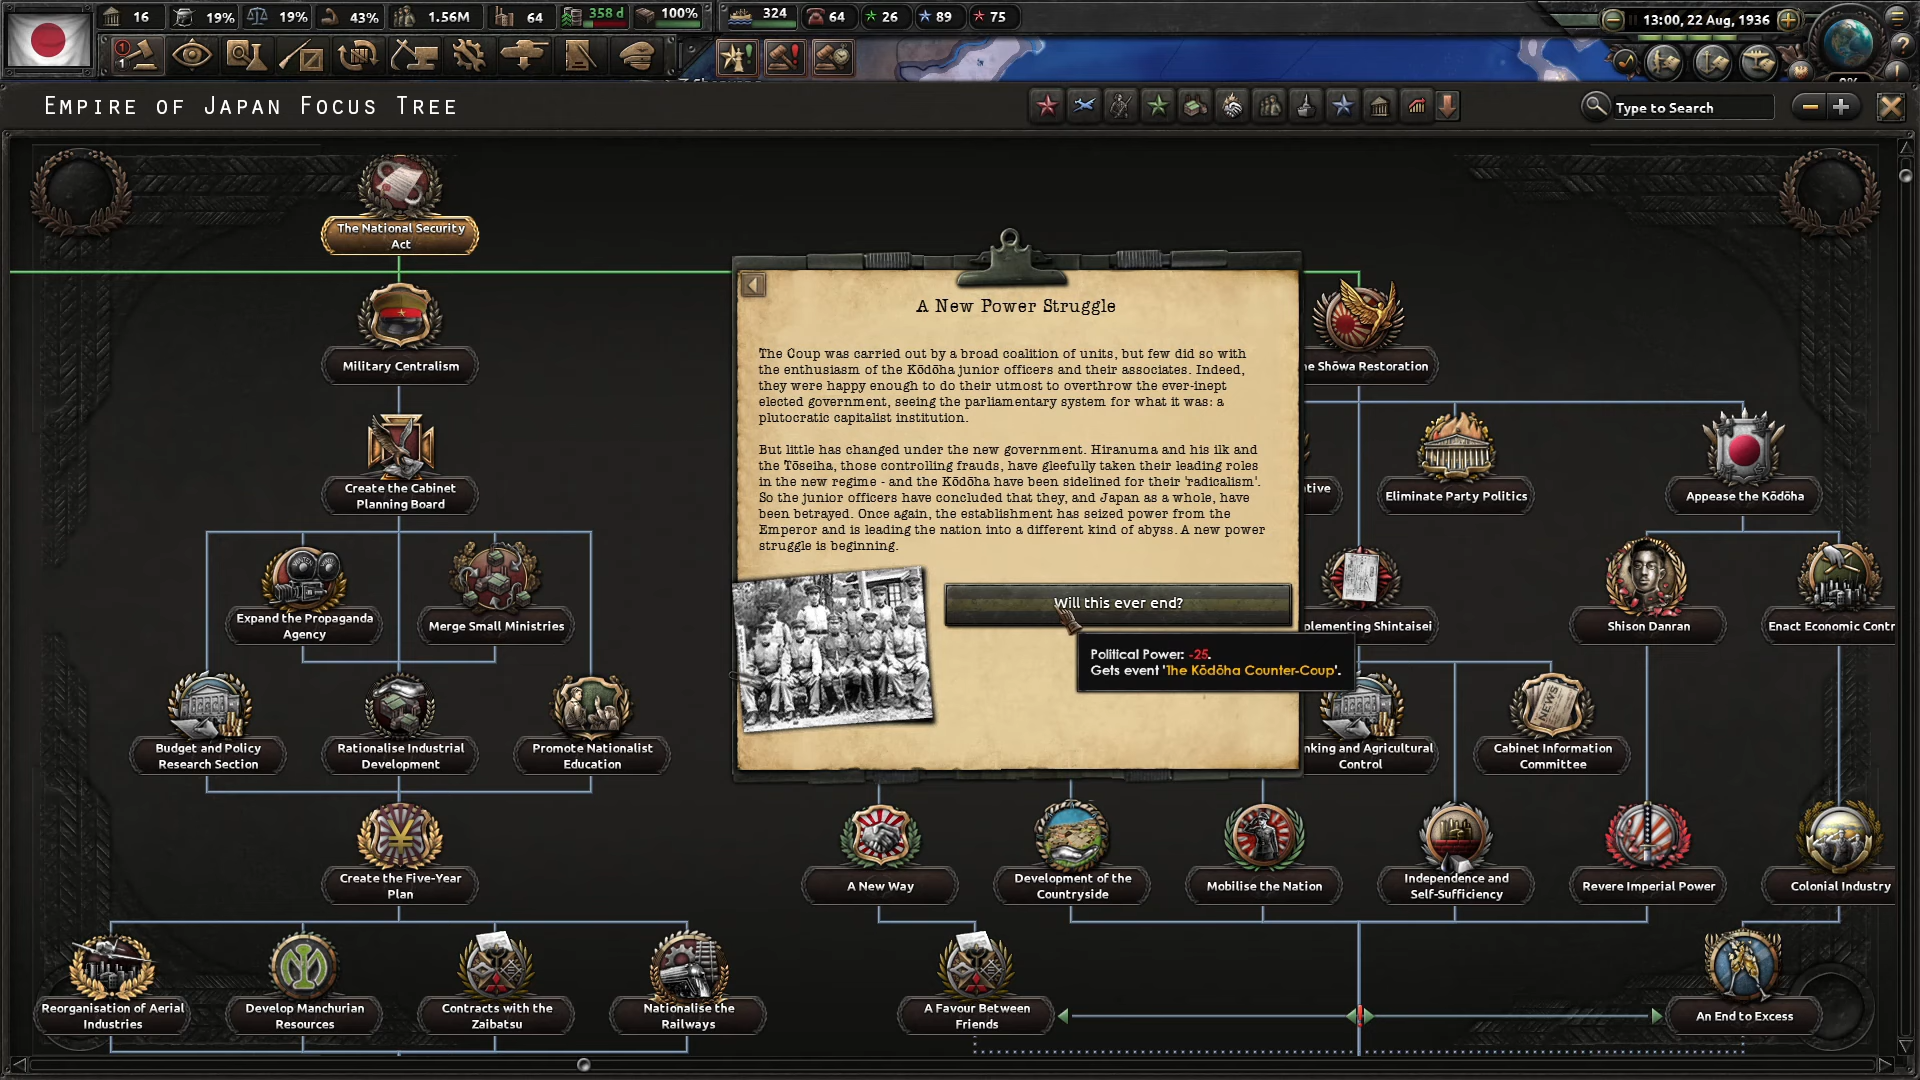 16
19%
19%
43%
1.56M
64
358 d
100%
324
64
26
89
75
13:00, 22 Aug, 1936
Empire of Japan Focus Tree
Type to Search
The National Security
Act
Military Centralism
Create the Cabinet
Planning Board
Expand the Propaganda
Agency
Merge Small Ministries
Budget and Policy
Research Section
Rationalise Industrial
Development
Promote Nationalist
Education
Create the Five-Year
Plan
Reorganisation of Aerial
Industries
Develop Manchurian
Resources
Contracts with the
Zaibatsu
Nationalise the
Railways
A New Power Struggle
The Coup was carried out by a broad coalition of units, but few did so with
the enthusiasm of the Kōdōha junior officers and their associates. Indeed,
they were happy enough to do their utmost to overthrow the ever-inept
elected government, seeing the parliamentary system for what it was: a
plutocratic capitalist institution.
But little has changed under the new government. Hiranuma and his ilk and
the Tōseiha, those controlling frauds, have gleefully taken their leading roles
in the new regime - and the Kōdōha have been sidelined for their 'radicalism'.
So the junior officers have concluded that they, and Japan as a whole, have
been betrayed. Once again, the establishment has seized power from the
Emperor and is leading the nation into a different kind of abyss. A new power
struggle is beginning.
Will this ever end?
Political Power: -25.
Gets event 'The Kōdōha Counter-Coup'.
he Shōwa Restoration
tive
Eliminate Party Politics
Appease the Kōdōha
plementing Shintaisei
Shison Danran
Enact Economic Contr
nking and Agricultural
Control
Cabinet Information
Committee
A New Way
Development of the
Countryside
Mobilise the Nation
Independence and
Self-Sufficiency
Revere Imperial Power
Colonial Industry
A Favour Between
Friends
An End to Excess